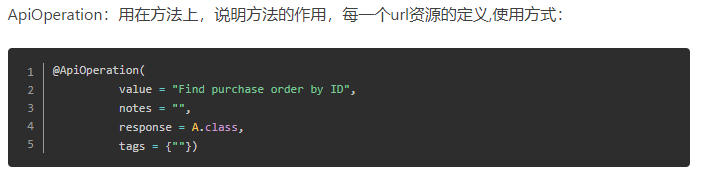 ApiOperation：用在方法上，说明方法的作用，每一个url资源的定义,使用方式：
1 @ApiOperation(
2 value = "Find purchase order by ID",
3 notes = "",
4 response = A.class,
5 tags = {""})